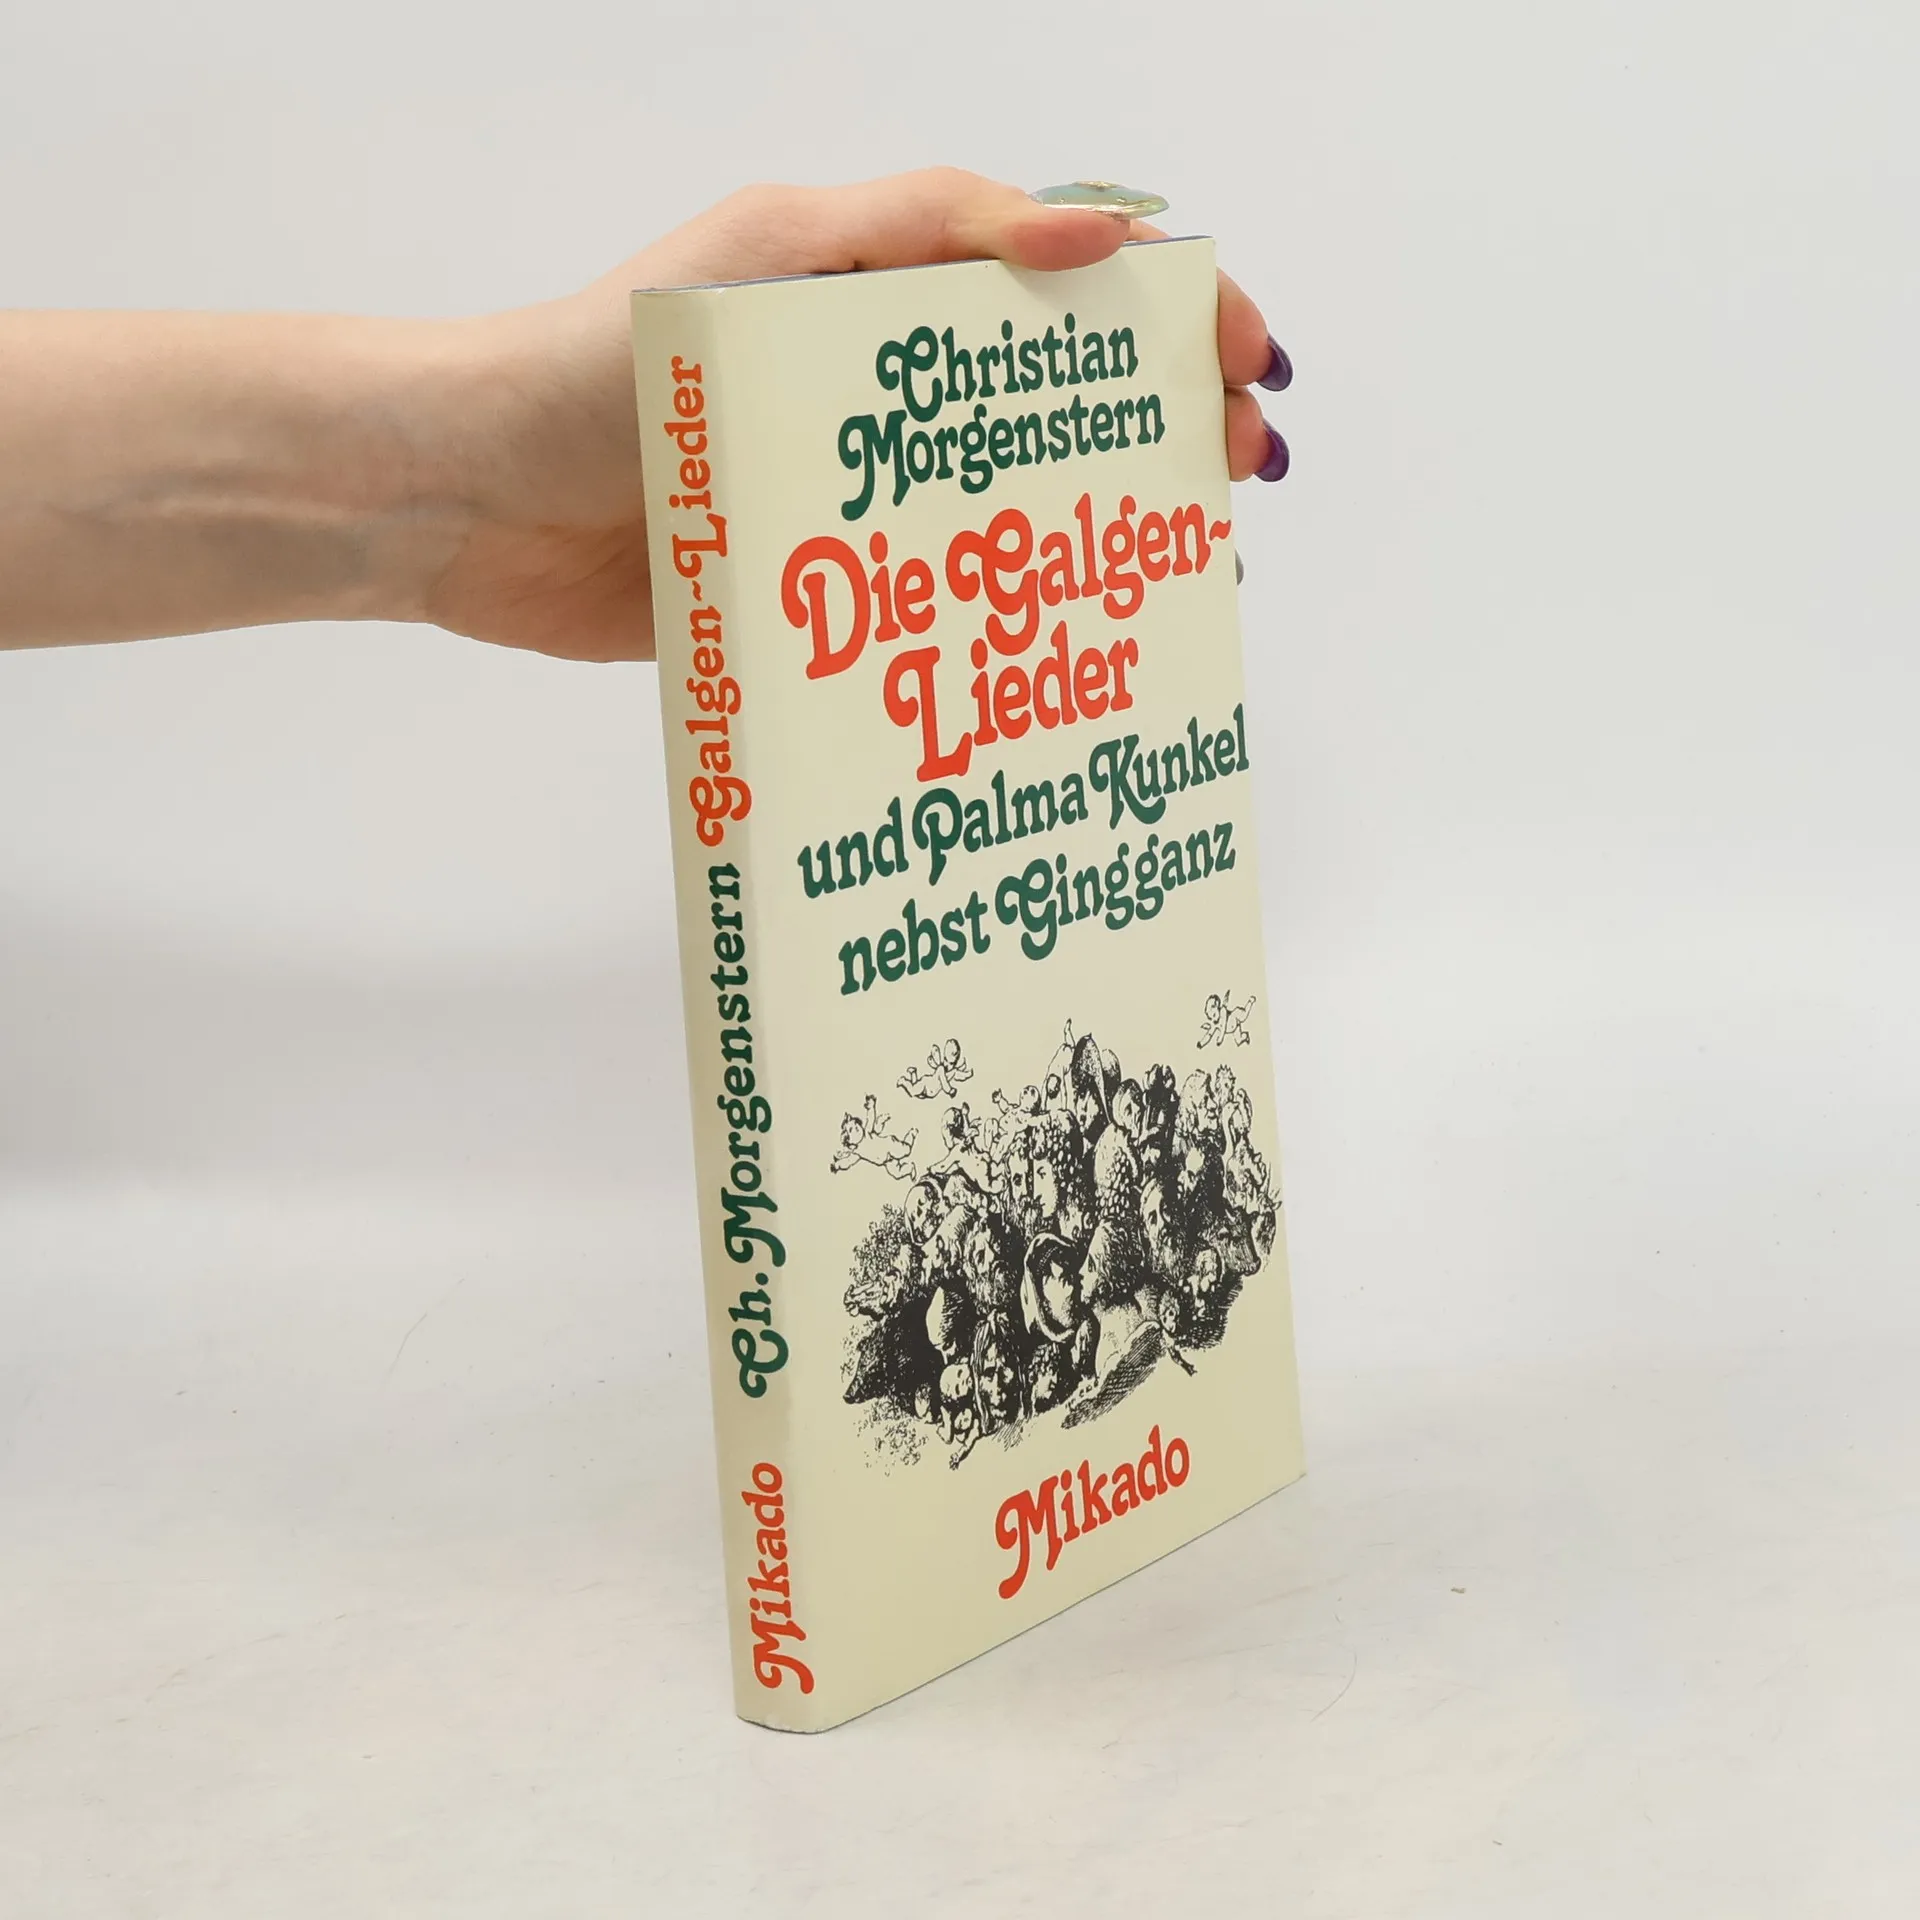 Christian
Morgenstern
Die Galgen-
Lieder
und Palma Kunkel
nebst Gingganz
Mikado
Mikado Ch. Morgenstern Galgen-Lieder